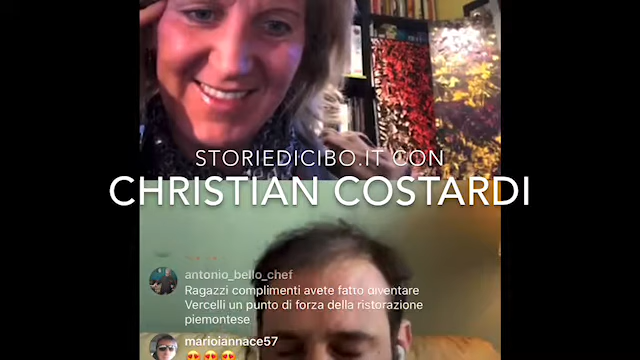 STORIEDICIBO.IT CON
CHRISTIAN COSTARDI
antonio_bello_chef
Ragazzi complimenti avete fatto diventare
Vercelli un punto di forza della ristorazione
piemontese
marioiannace57
😍😍😍